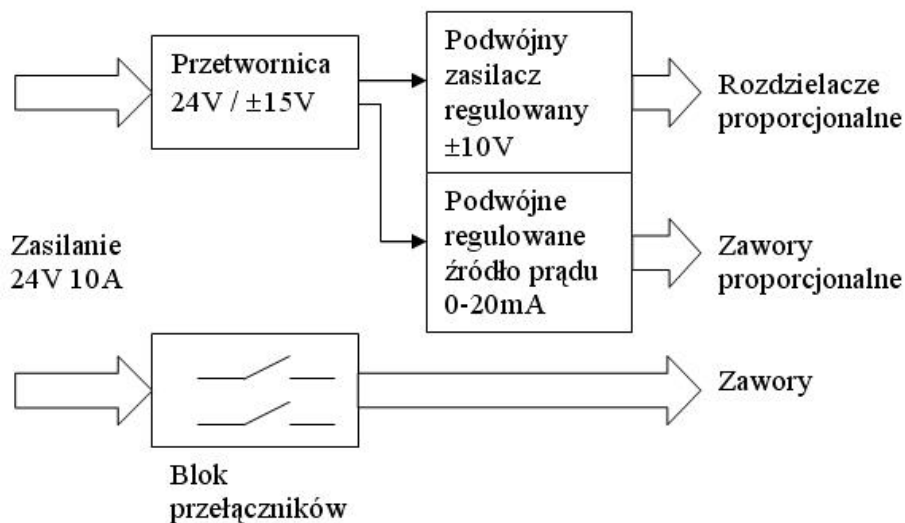 Przetwornica
24V / ±15V
Podwójny
zasilacz
regulowany
±10V
Rozdzielacze
proporcjonalne
Podwójne
regulowane
źródło prądu
0-20mA
Zasilanie
24V 10A
Zawory
proporcjonalne
Zawory
Blok
przełączników